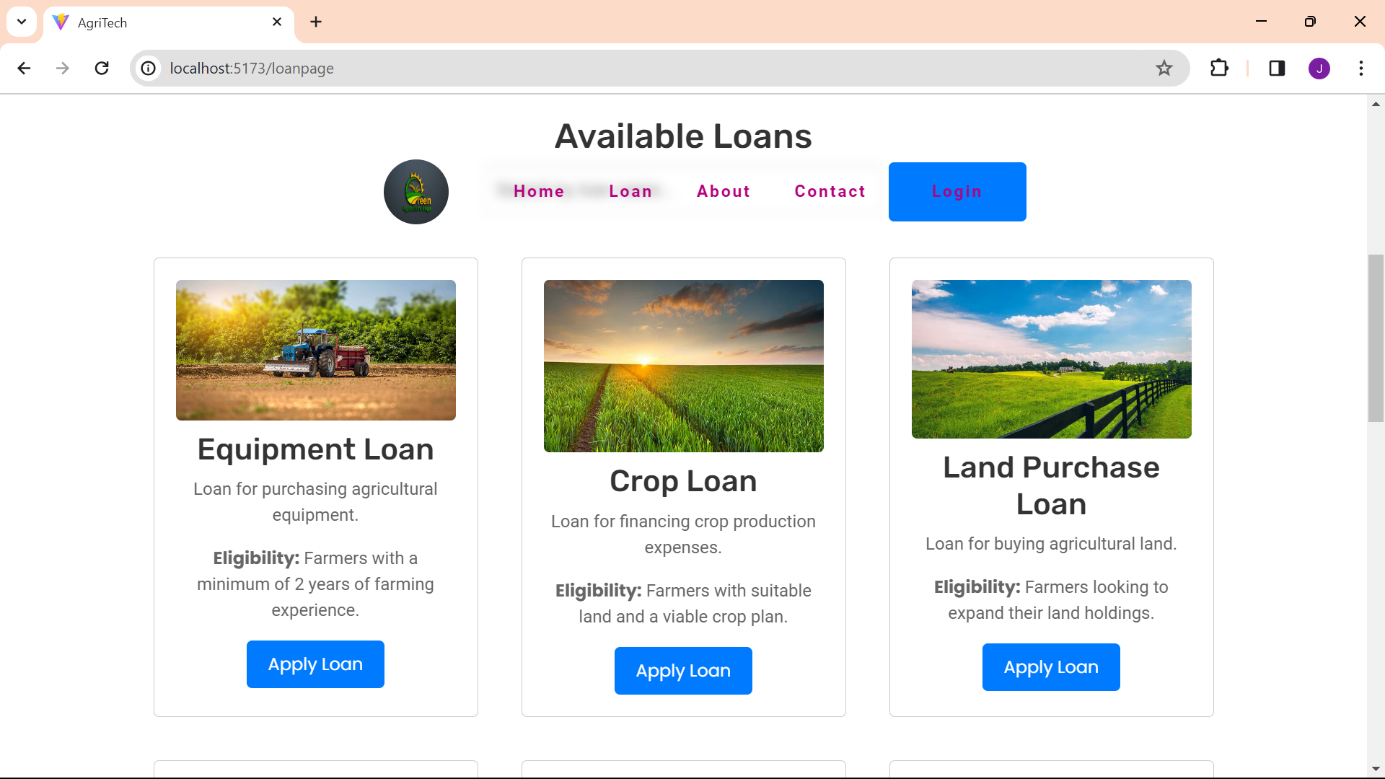 AgriTech
localhost:5173/loanpage
J
Available Loans
Green
Home Loan About Contact Login
Equipment Loan
Loan for purchasing agricultural
equipment.
Eligibility: Farmers with a
minimum of 2 years of farming
experience.
Apply Loan
Crop Loan
Loan for financing crop production
expenses.
Eligibility: Farmers with suitable
land and a viable crop plan.
Apply Loan
Land Purchase
Loan
Loan for buying agricultural land.
Eligibility: Farmers looking to
expand their land holdings.
Apply Loan